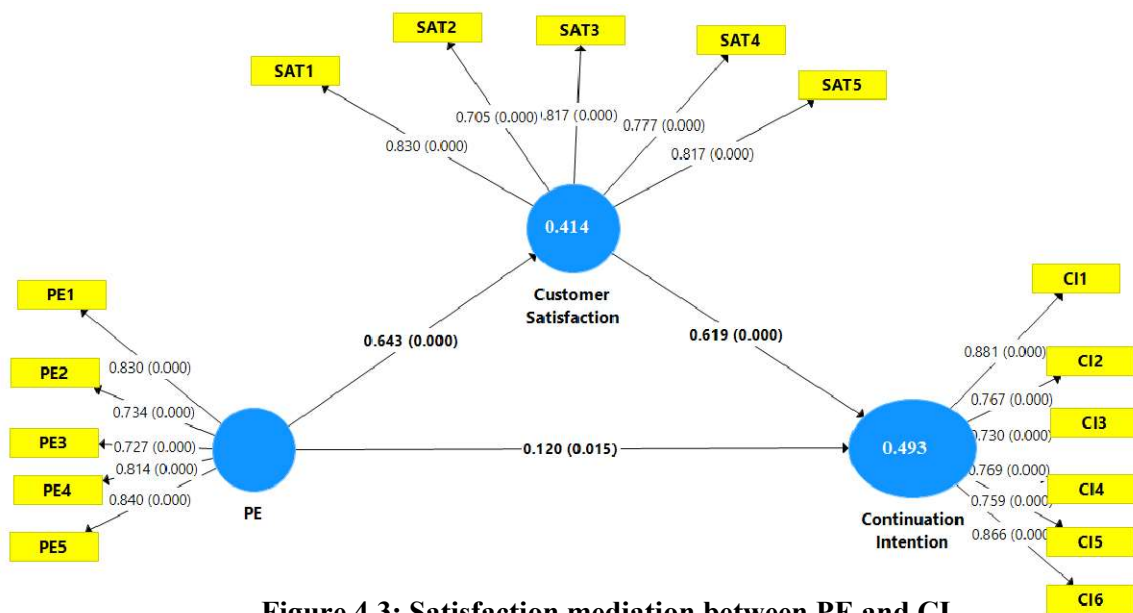 SAT1
SAT2
SAT3
SAT4
SAT5
0.830 (0.000)
0.705 (0.000)
0.817 (0.000)
0.777 (0.000)
0.817 (0.000)
0.414
Customer
Satisfaction
PE1
PE2
PE3
PE4
PE5
0.830 (0.000)
0.734 (0.000)
0.727 (0.000)
0.814 (0.000)
0.840 (0.000)
PE
0.643 (0.000)
0.619 (0.000)
0.120 (0.015)
0.493
Continuation
Intention
0.881 (0.000)
0.767 (0.000)
0.730 (0.000)
0.769 (0.000)
0.759 (0.000)
0.866 (0.000
CI1
CI2
CI3
CI4
CI5
CI6
Figure 4.3: Satisfaction mediation between PE and CI